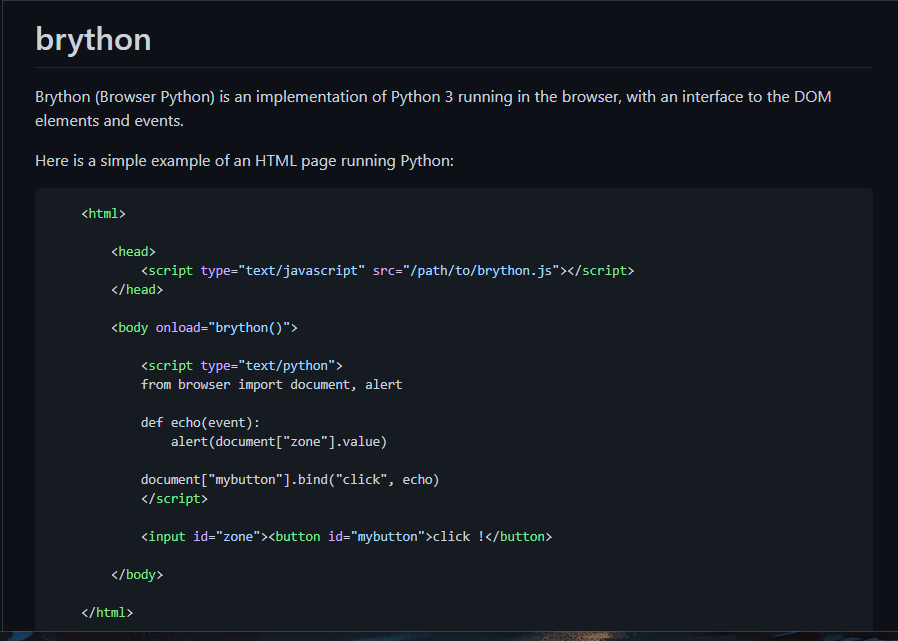 brython
Brython (Browser Python) is an implementation of Python 3 running in the browser, with an interface to the DOM
elements and events.
Here is a simple example of an HTML page running Python:
<html>
<head>
<script type="text/javascript" src="/path/to/brython.js"></script>
</head>
<body onload="brython()">
<script type="text/python">
from browser import document, alert
def echo(event):
alert(document["zone"].value)
document["mybutton"].bind("click", echo)
</script>
<input id="zone"><button id="mybutton">click !</button>
</body>
</html>